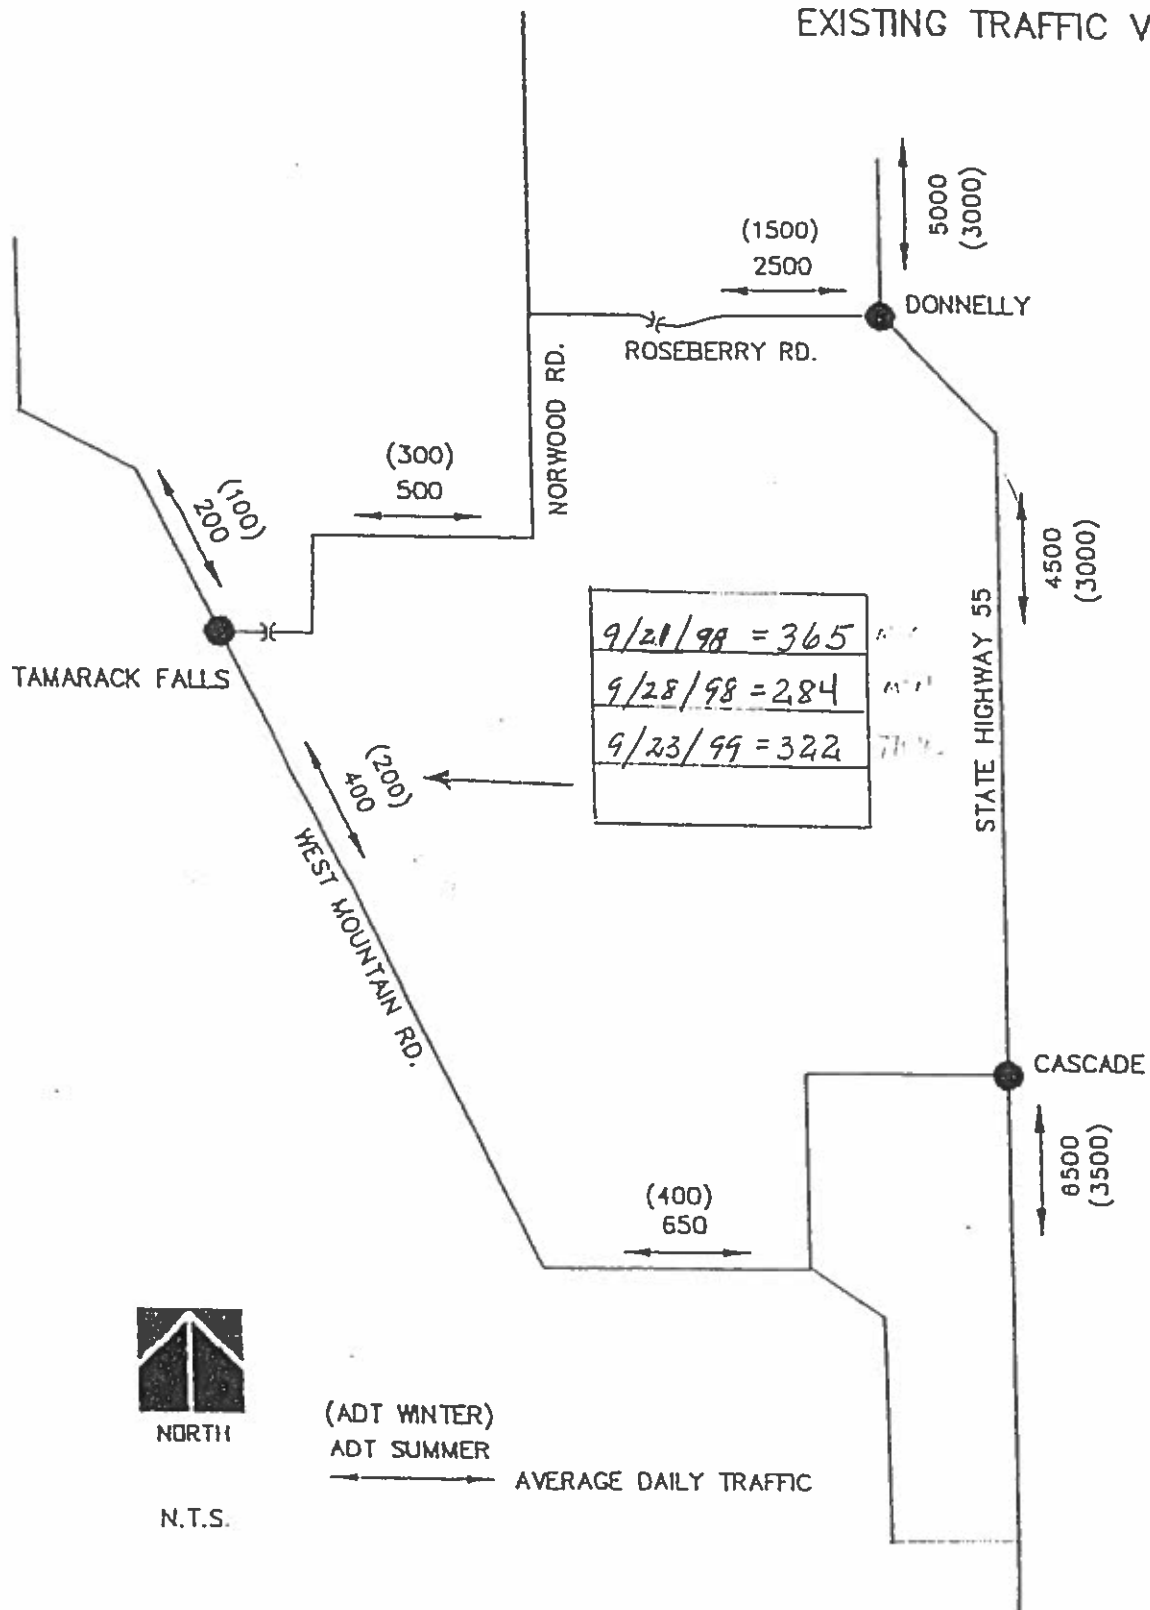 EXISTING TRAFFIC V
5000
(3000)
(1500)
2500
DONNELLY
ROSEBERRY RD.
NORWOOD RD.
(300)
500
(100)
200
4500
(3000)
STATE HIGHWAY 55
TAMARACK FALLS
9/21/98 = 365
9/28/98 = 284
9/23/99 = 322
(200)
400
WEST MOUNTAIN RD.
CASCADE
6500
(3500)
(400)
650
NORTH
(ADT WINTER)
ADT SUMMER
AVERAGE DAILY TRAFFIC
N.T.S.